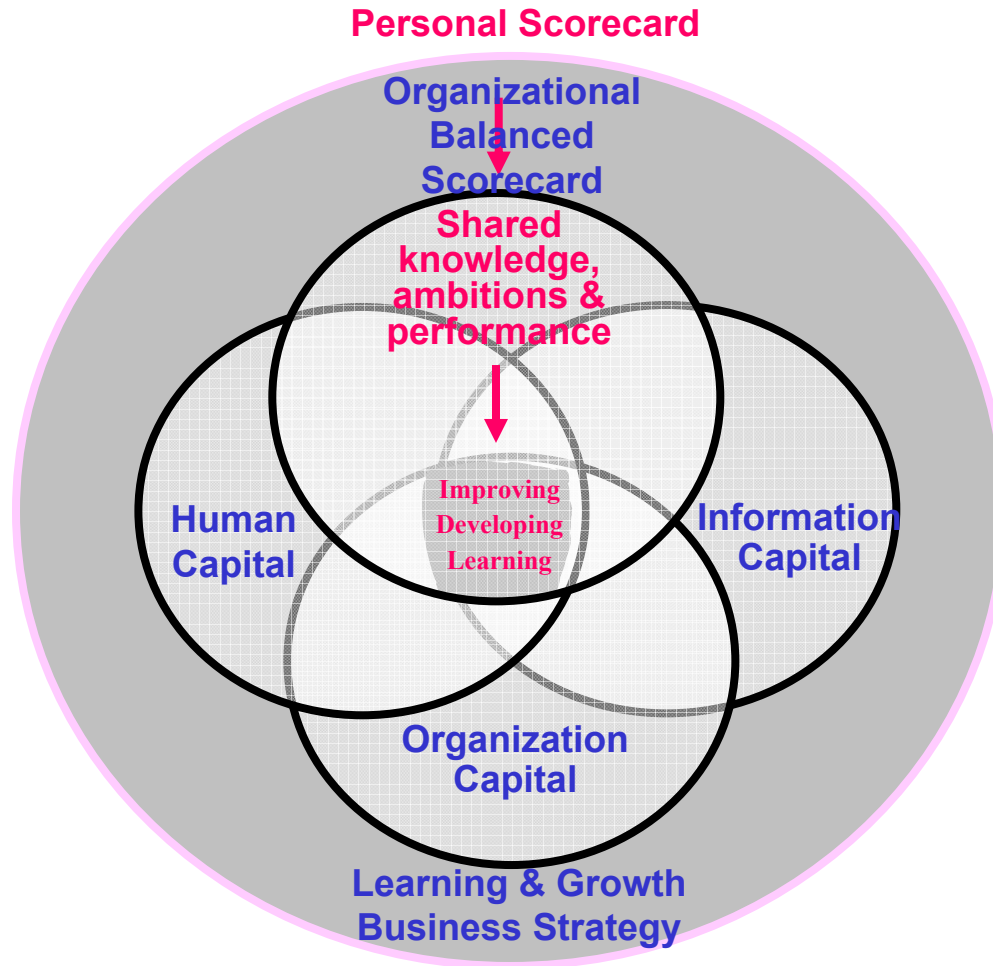 Personal Scorecard
Organizational
Balanced
Scorecard
Shared
knowledge,
ambitions &
performance
Improving
Developing
Learning
Human
Capital
Information
Capital
Organization
Capital
Learning & Growth
Business Strategy